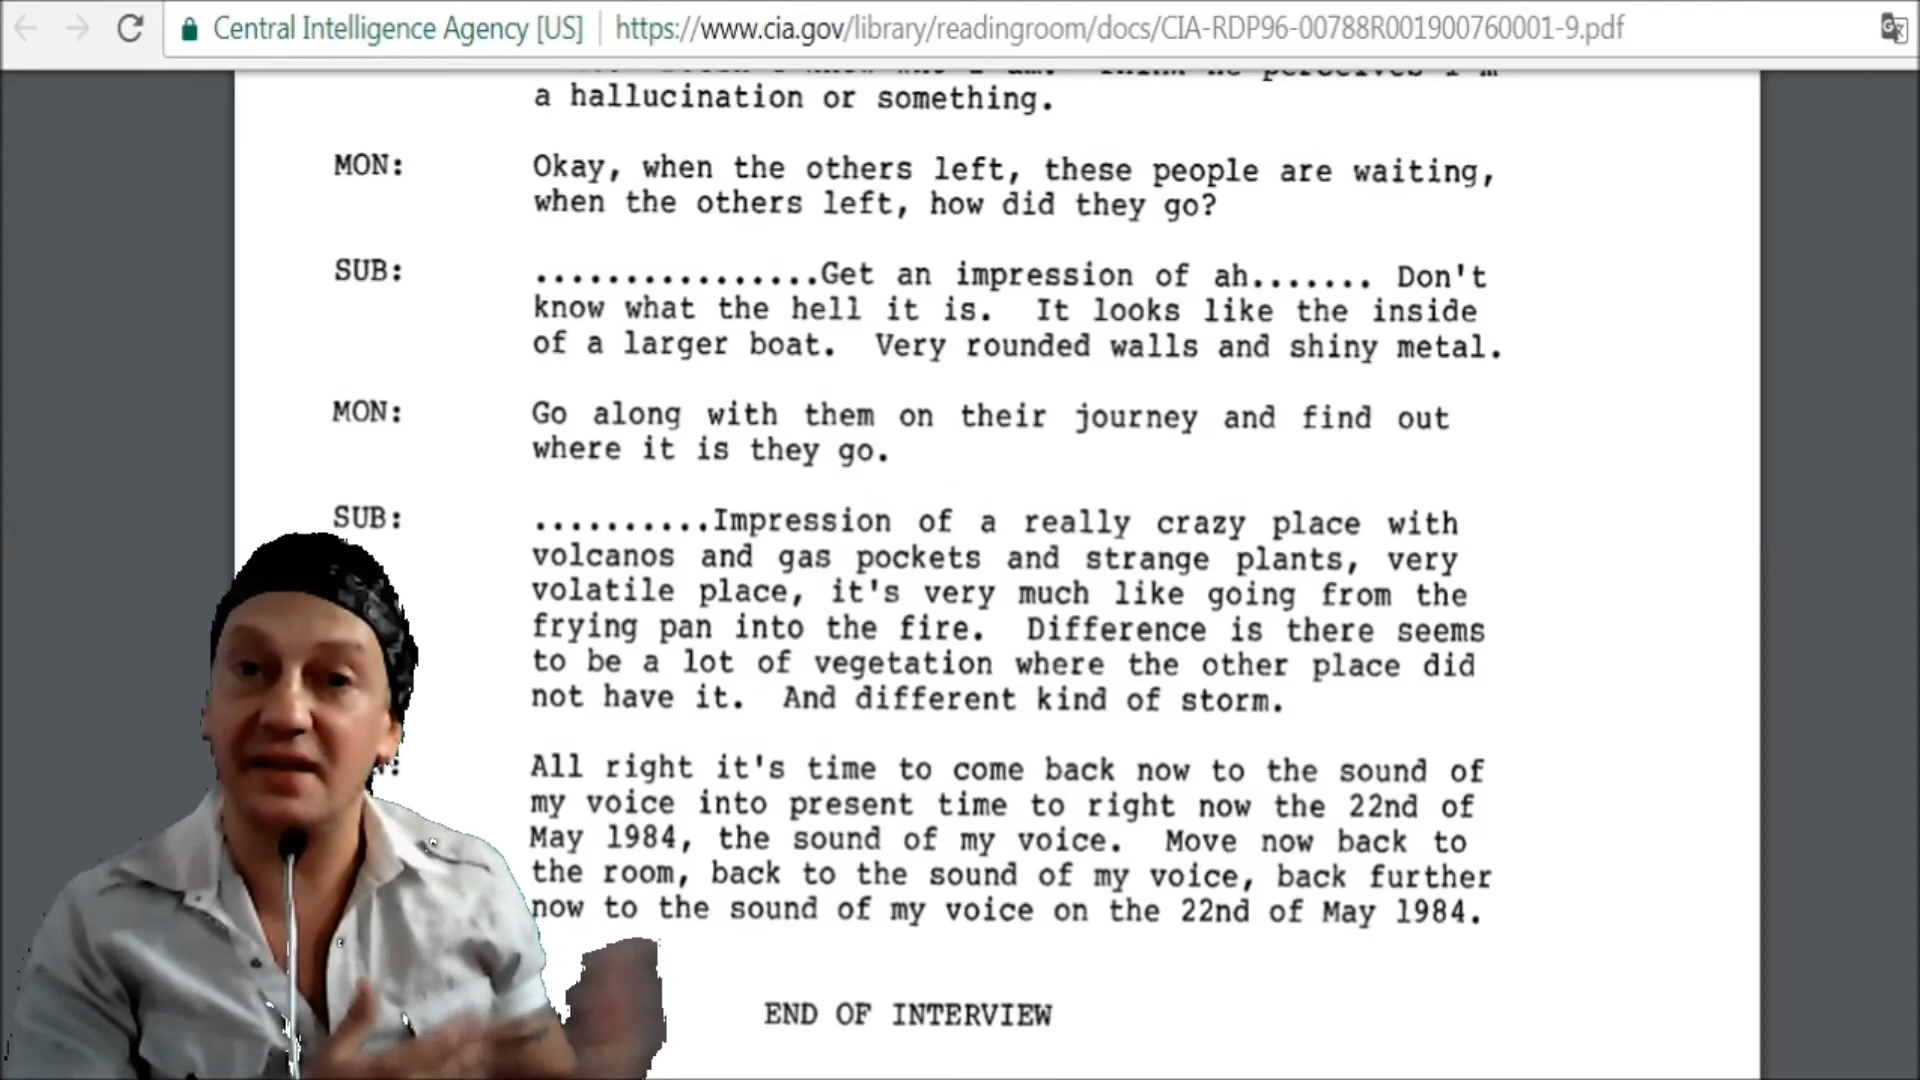 Central Intelligence Agency [US] https://www.cia.gov/library/readingroom/docs/CIA-RDP96-00788R001900760001-9.pdf
a hallucination or something.
MON: Okay, when the others left, these people are waiting,
when the others left, how did they go?
SUB: ................Get an impression of ah....... Don't
know what the hell it is. It looks like the inside
of a larger boat. Very rounded walls and shiny metal.
MON: Go along with them on their journey and find out
where it is they go.
SUB: ..........Impression of a really crazy place with
volcanos and gas pockets and strange plants, very
volatile place, it's very much like going from the
frying pan into the fire. Difference is there seems
to be a lot of vegetation where the other place did
not have it. And different kind of storm.
All right it's time to come back now to the sound of
my voice into present time to right now the 22nd of
May 1984, the sound of my voice. Move now back to
the room, back to the sound of my voice, back further
now to the sound of my voice on the 22nd of May 1984.
END OF INTERVIEW